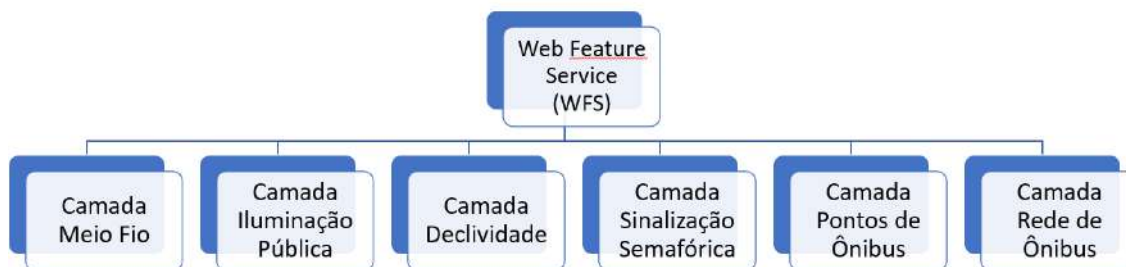 Web Feature
Service
(WFS)
Camada
Meio Fio
Camada
Iluminação
Pública
Camada
Declividade
Camada
Sinalização
Semafórica
Camada
Pontos de
Ônibus
Camada
Rede de
Ônibus